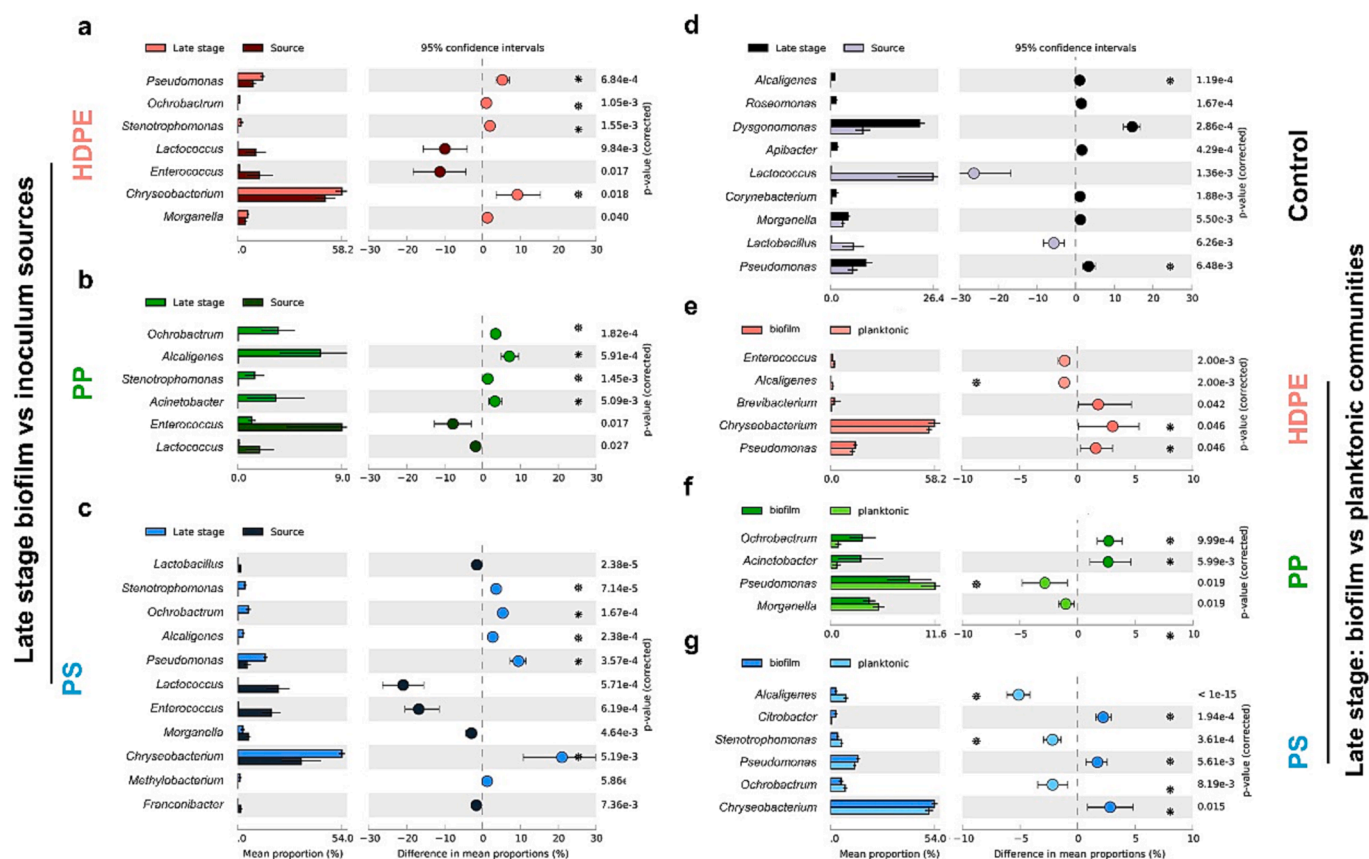 Late stage biofilm vs inoculum sources
HDPE
PP
PS
a
Late stage Source 95% confidence intervals
Pseudomonas 6.84e-4
Ochrobactrum 1.05e-3
Stenotrophomonas 1.55e-3
Lactococcus 9.84e-3
Enterococcus 0.017
Chryseobacterium 0.018
Morganella 0.040
p-value (corrected)
.0 58.2 −30 −20 −10 0 10 20 30
b
Late stage Source
Ochrobactrum 1.82e-4
Alcaligenes 5.91e-4
Stenotrophomonas 1.45e-3
Acinetobacter 5.09e-3
Enterococcus 0.017
Lactococcus 0.027
p-value (corrected)
.0 9.0 −30 −20 −10 0 10 20 30
c
Late stage Source
Lactobacillus 2.38e-5
Stenotrophomonas 7.14e-5
Ochrobactrum 1.67e-4
Alcaligenes 2.38e-4
Pseudomonas 3.57e-4
Lactococcus 5.71e-4
Enterococcus 6.19e-4
Morganella 4.64e-3
Chryseobacterium 5.19e-3
Methylobacterium 5.86
Franconibacter 7.36e-3
p-value (corrected)
.0 54.0 −30 −20 −10 0 10 20 30
Mean proportion (%) Difference in mean proportions (%)
d
Late stage Source 95% confidence intervals
Alcaligenes 1.19e-4
Roseomonas 1.67e-4
Dysgonomonas 2.86e-4
Apibacter 4.29e-4
Lactococcus 1.36e-3
Corynebacterium 1.88e-3
Morganella 5.50e-3
Lactobacillus 6.26e-3
Pseudomonas 6.48e-3
p-value (corrected)
0.0 26.4 −30 −20 −10 0 10 20 30
Control
e
biofilm planktonic
Enterococcus 2.00e-3
Alcaligenes 2.00e-3
Brevibacterium 0.042
Chryseobacterium 0.046
Pseudomonas 0.046
p-value (corrected)
0.0 58.2 −10 −5 0 5 10
f
biofilm planktonic
Ochrobactrum 9.99e-4
Acinetobacter 5.99e-3
Pseudomonas 0.019
Morganella 0.019
p-value (corrected)
0.0 11.6 −10 −5 0 5 10
g
biofilm planktonic
Alcaligenes < 1e-15
Citrobacter 1.94e-4
Stenotrophomonas 3.61e-4
Pseudomonas 5.61e-3
Ochrobactrum 8.19e-3
Chryseobacterium 0.015
p-value (corrected)
0.0 54.0 −10 −5 0 5 10
Mean proportion (%) Difference in mean proportions (%)
HDPE
PP
PS
Late stage: biofilm vs planktonic communities